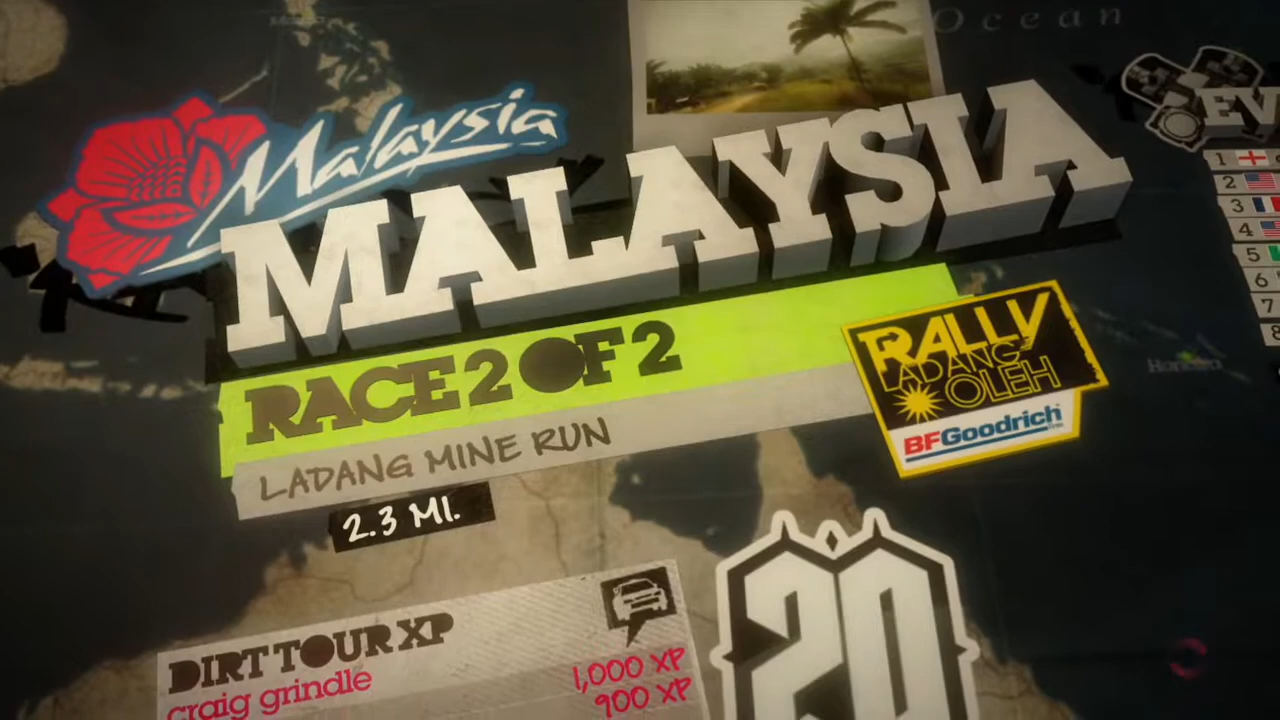 Ocean
Malaysia
MALAYSIA
EV
1
2
3
4
5
6
7
8
RACE 2 OF 2
RALLY
LADANG
OLEH
BFGoodrich
LADANG MINE RUN
2.3 MI.
DIRT TOUR XP
craig grindle
1,000 XP
900 XP
20